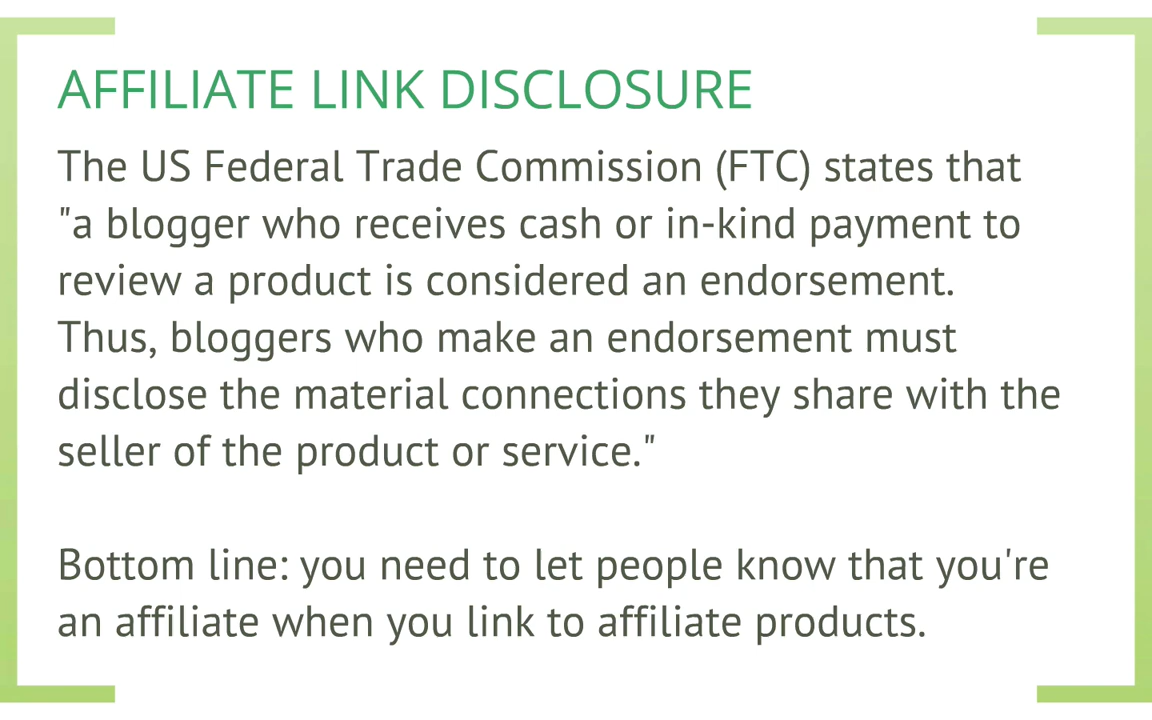 AFFILIATE LINK DISCLOSURE
The US Federal Trade Commission (FTC) states that
"a blogger who receives cash or in-kind payment to
review a product is considered an endorsement.
Thus, bloggers who make an endorsement must
disclose the material connections they share with the
seller of the product or service."
Bottom line: you need to let people know that you're
an affiliate when you link to affiliate products.